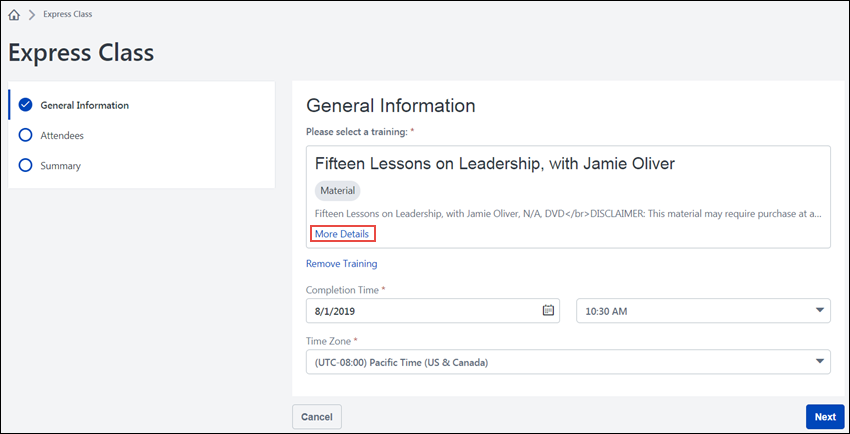 Express Class
Express Class
General Information
Attendees
Summary
General Information
Please select a training: *
Fifteen Lessons on Leadership, with Jamie Oliver
Material
Fifteen Lessons on Leadership, with Jamie Oliver, N/A, DVD</br>DISCLAIMER: This material may require purchase at a...
More Details
Remove Training
Completion Time *
8/1/2019
10:30 AM
Time Zone *
(UTC-08:00) Pacific Time (US & Canada)
Cancel
Next